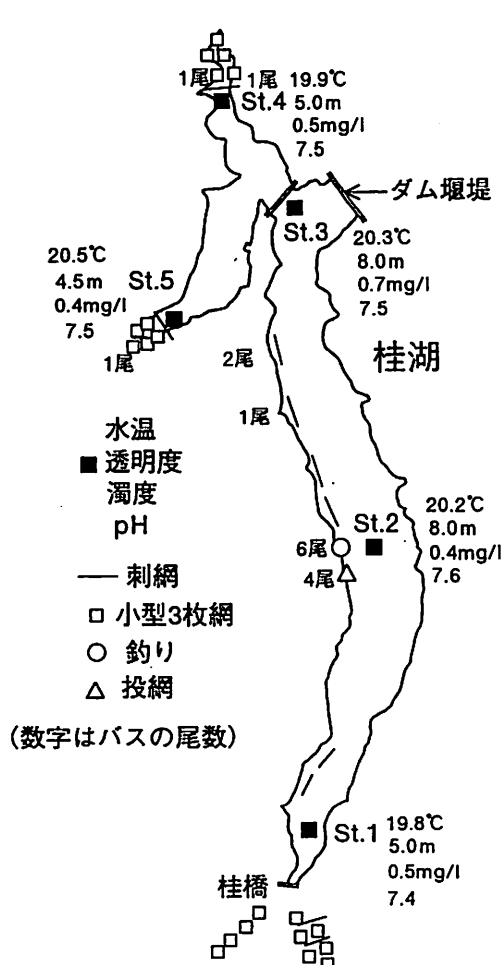 1尾
1尾
St.4
19.9℃
5.0m
0.5mg/l
7.5
ダム堰堤
St.3
20.3℃
8.0m
0.7mg/l
7.5
20.5℃
4.5m
0.4mg/l
7.5
St.5
1尾
2尾
1尾
桂湖
水温
透明度
濁度
pH
St.2
20.2℃
8.0m
0.4mg/l
7.6
6尾
4尾
刺網
小型3枚網
釣り
投網
(数字はバスの尾数)
St.1
19.8℃
5.0m
0.5mg/l
7.4
桂橋